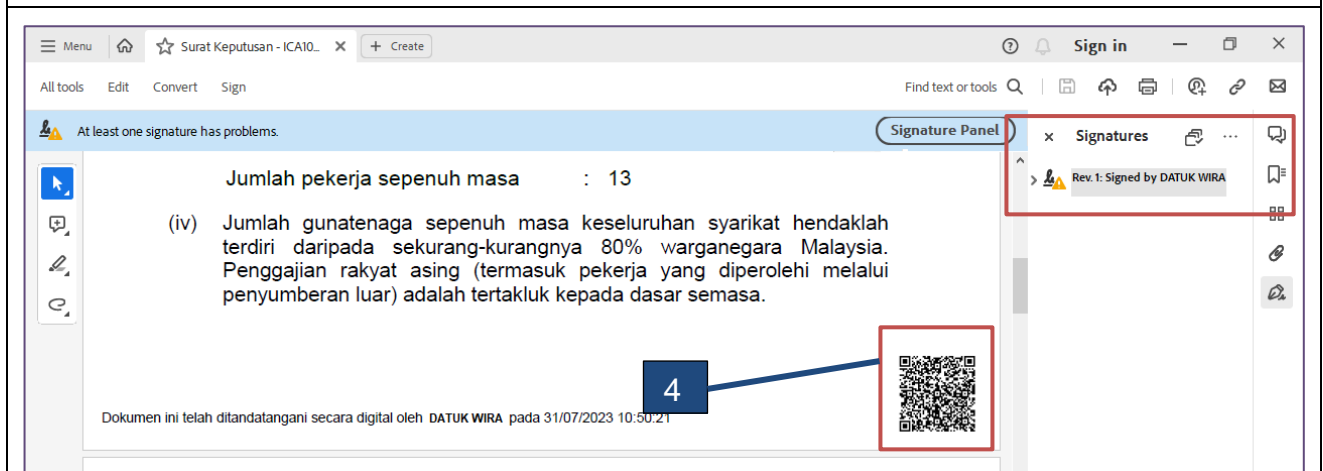 Menu
Surat Keputusan - ICA10...
+ Create
Sign in
All tools Edit Convert Sign
Find text or tools
At least one signature has problems.
Signature Panel
Signatures
Rev. 1: Signed by DATUK WIRA
Jumlah pekerja sepenuh masa : 13
(iv) Jumlah gunatenaga sepenuh masa keseluruhan syarikat hendaklah
terdiri daripada sekurang-kurangnya 80% warganegara Malaysia.
Penggajian rakyat asing (termasuk pekerja yang diperolehi melalui
penyumberan luar) adalah tertakluk kepada dasar semasa.
4
Dokumen ini telah ditandatangani secara digital oleh DATUK WIRA pada 31/07/2023 10:50:21